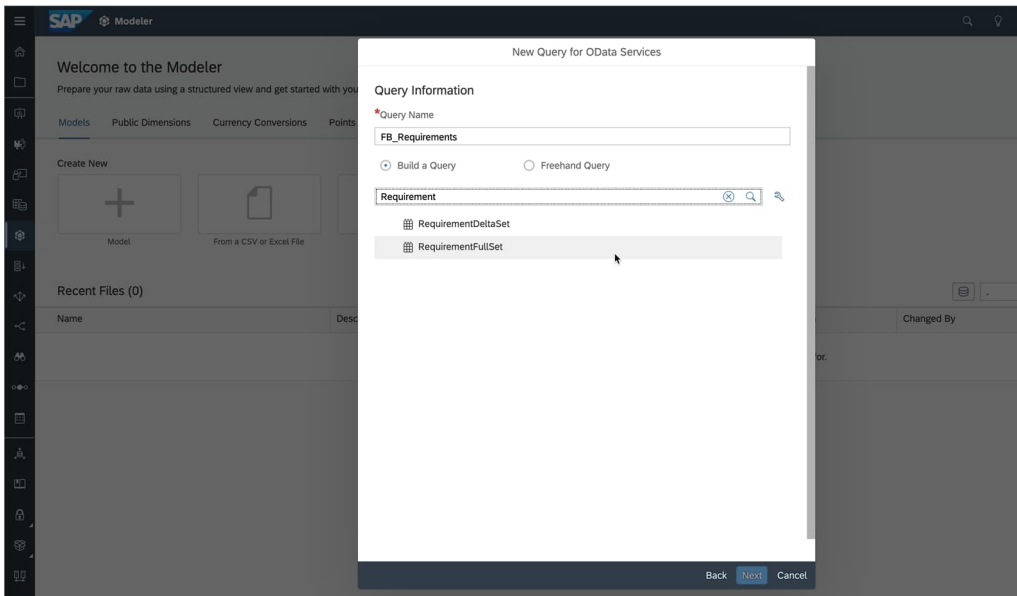 SAP Modeler
Welcome to the Modeler
Prepare your raw data using a structured view and get started with you
Models Public Dimensions Currency Conversions Points
Create New
Model From a CSV or Excel File
Recent Files (0)
Name Desc Changed By
for.
New Query for OData Services
Query Information
*Query Name
FB_Requirements
Build a Query Freehand Query
Requirement
RequirementDeltaSet
RequirementFullSet
Back Next Cancel